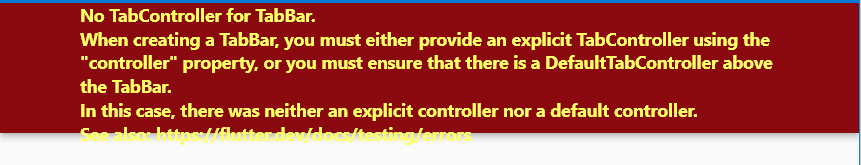 No TabController for TabBar.
When creating a TabBar, you must either provide an explicit TabController using the
"controller" property, or you must ensure that there is a DefaultTabController above
the TabBar.
In this case, there was neither an explicit controller nor a default controller.
See also: https://flutter.dev/docs/testing/errors